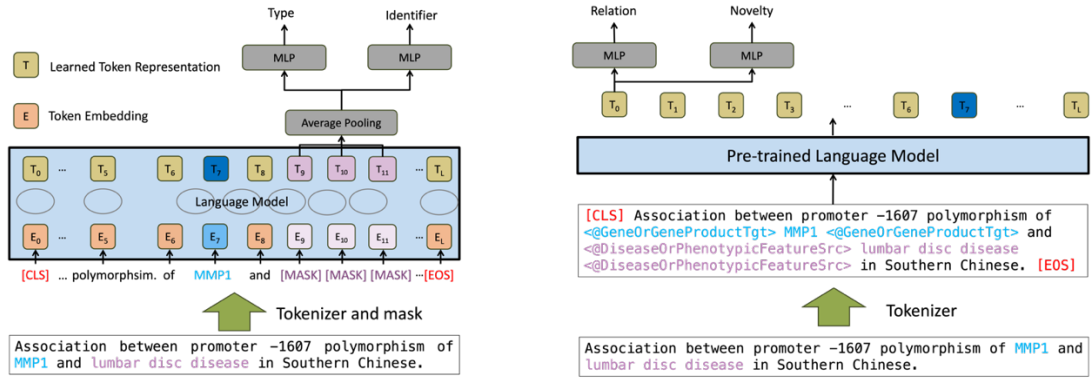 Type Identifier
MLP MLP
T Learned Token Representation
E Token Embedding
Average Pooling
T0 ... T5 T6 T7 T8 T9 T10 T11 ... TL
Language Model
E0 ... E5 E6 E7 E8 E9 E10 E11 ... EL
[CLS] ... polymorphsim. of MMP1 and [MASK] [MASK] [MASK] ...[EOS]
Tokenizer and mask
Association between promoter -1607 polymorphism of
MMP1 and lumbar disc disease in Southern Chinese.
Relation Novelty
MLP MLP
T0 T1 T2 T3 ... T6 T7 ... TL
Pre-trained Language Model
[CLS] Association between promoter -1607 polymorphism of
<@GeneOrGeneProductTgt> MMP1 <@GeneOrGeneProductTgt> and
<@DiseaseOrPhenotypicFeatureSrc> lumbar disc disease
<@DiseaseOrPhenotypicFeatureSrc> in Southern Chinese. [EOS]
Tokenizer
Association between promoter -1607 polymorphism of MMP1 and
lumbar disc disease in Southern Chinese.